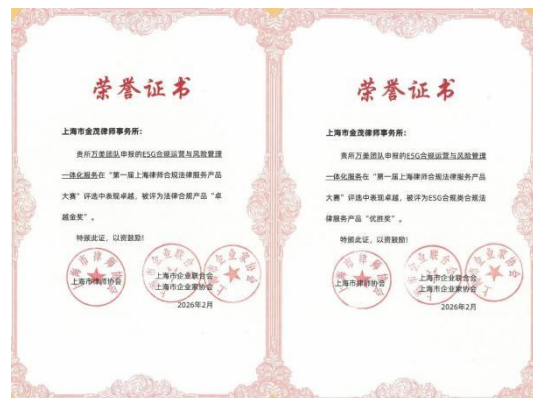 荣誉证书
上海市金茂律师事务所：
贵所万美团队申报的ESG合规运营与风险管理
一体化服务在“第一届上海律师合规法律服务产品
大赛”评选中表现卓越，被评为法律合规产品“卓
越金奖”。
特颁此证，以资鼓励！
上海市律师协会
上海市企业联合会
上海市企业家协会
2026年2月
荣誉证书
上海市金茂律师事务所：
贵所万美团队申报的ESG合规运营与风险管理
一体化服务在“第一届上海律师合规法律服务产品
大赛”评选中表现卓越，被评为ESG合规类合规法
律服务产品“优胜奖”。
特颁此证，以资鼓励！
上海市律师协会
上海市企业联合会
上海市企业家协会
2026年2月